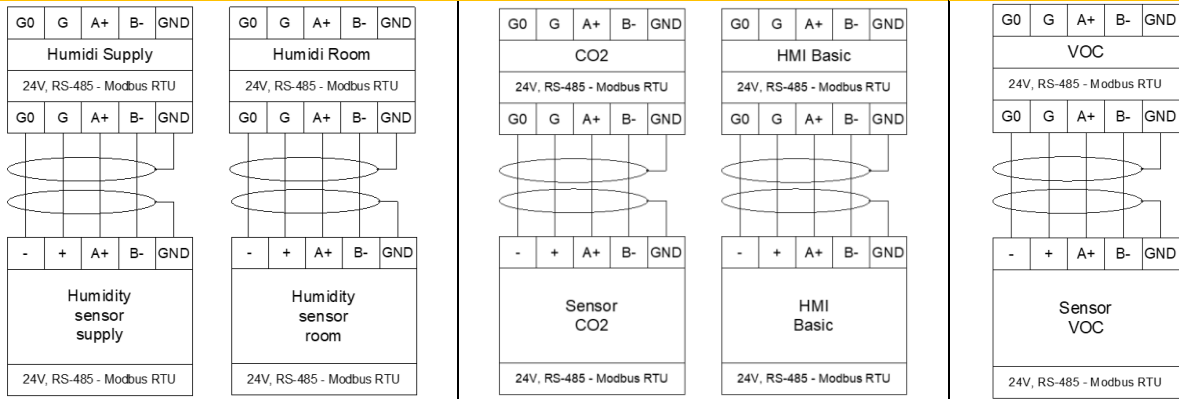 G0 G A+ B- GND
Humidi Supply
24V, RS-485 - Modbus RTU
G0 G A+ B- GND
- + A+ B- GND
Humidity
sensor
supply
24V, RS-485 - Modbus RTU
G0 G A+ B- GND
Humidi Room
24V, RS-485 - Modbus RTU
G0 G A+ B- GND
- + A+ B- GND
Humidity
sensor
room
24V, RS-485 - Modbus RTU
G0 G A+ B- GND
CO2
24V, RS-485 - Modbus RTU
G0 G A+ B- GND
- + A+ B- GND
Sensor
CO2
24V, RS-485 - Modbus RTU
G0 G A+ B- GND
HMI Basic
24V, RS-485 - Modbus RTU
G0 G A+ B- GND
- + A+ B- GND
HMI
Basic
24V, RS-485 - Modbus RTU
G0 G A+ B- GND
VOC
24V, RS-485 - Modbus RTU
G0 G A+ B- GND
- + A+ B- GND
Sensor
VOC
24V, RS-485 - Modbus RTU